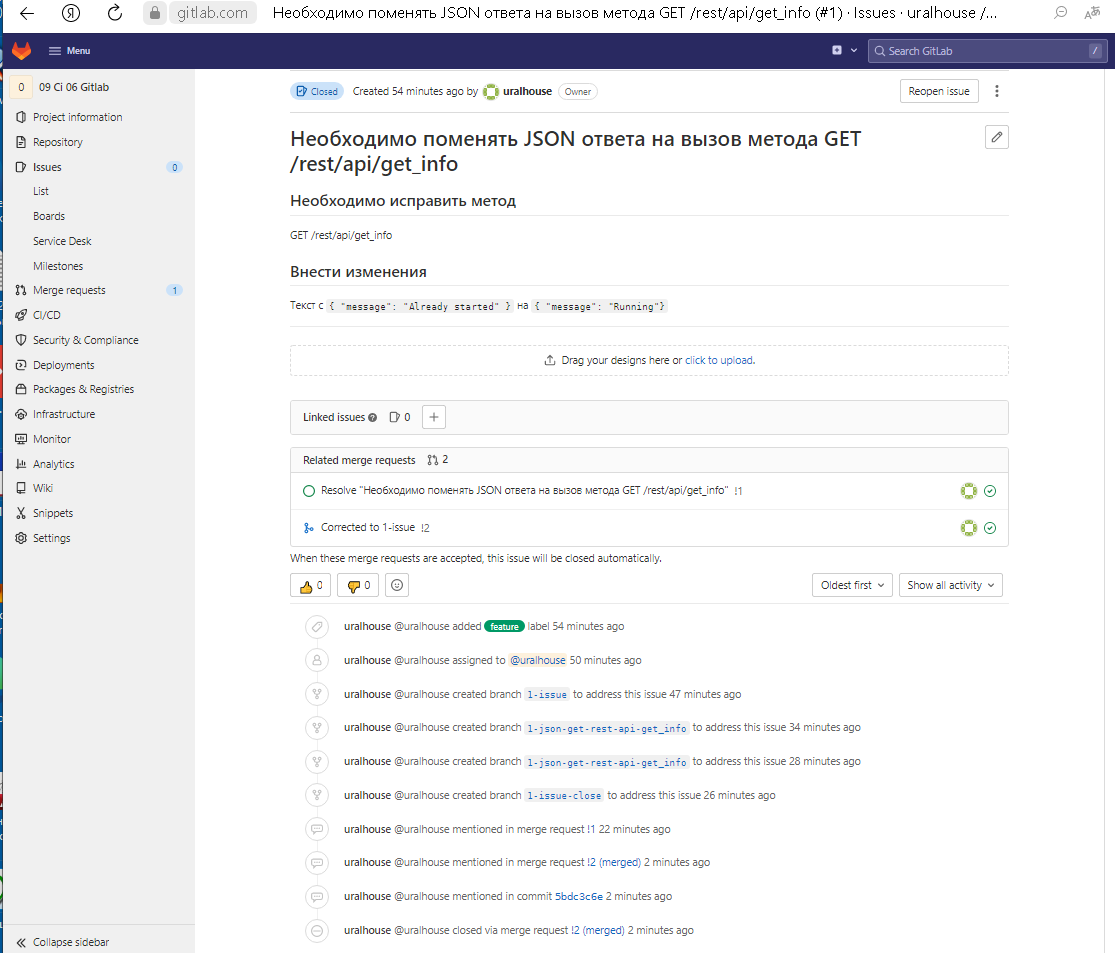 gitlab.com Необходимо поменять JSON ответа на вызов метода GET /rest/api/get_info (#1) · Issues · uralhouse /...
Menu
Search GitLab /
0 09 Ci 06 Gitlab
Project information
Repository
Issues 0
List
Boards
Service Desk
Milestones
Merge requests 1
CI/CD
Security & Compliance
Deployments
Packages & Registries
Infrastructure
Monitor
Analytics
Wiki
Snippets
Settings
Collapse sidebar
Closed Created 54 minutes ago by uralhouse Owner
Reopen issue
Необходимо поменять JSON ответа на вызов метода GET
/rest/api/get_info
Необходимо исправить метод
GET /rest/api/get_info
Внести изменения
Текст с { "message": "Already started" } на { "message": "Running"}
Drag your designs here or click to upload.
Linked issues 0
Related merge requests 2
Resolve "Необходимо поменять JSON ответа на вызов метода GET /rest/api/get_info" !1
Corrected to 1-issue !2
When these merge requests are accepted, this issue will be closed automatically.
0 0 Oldest first Show all activity
uralhouse @uralhouse added feature label 54 minutes ago
uralhouse @uralhouse assigned to @uralhouse 50 minutes ago
uralhouse @uralhouse created branch 1-issue to address this issue 47 minutes ago
uralhouse @uralhouse created branch 1-json-get-rest-api-get_info to address this issue 34 minutes ago
uralhouse @uralhouse created branch 1-json-get-rest-api-get_info to address this issue 28 minutes ago
uralhouse @uralhouse created branch 1-issue-close to address this issue 26 minutes ago
uralhouse @uralhouse mentioned in merge request !1 22 minutes ago
uralhouse @uralhouse mentioned in merge request !2 (merged) 2 minutes ago
uralhouse @uralhouse mentioned in commit 5bdc3c6e 2 minutes ago
uralhouse @uralhouse closed via merge request !2 (merged) 2 minutes ago